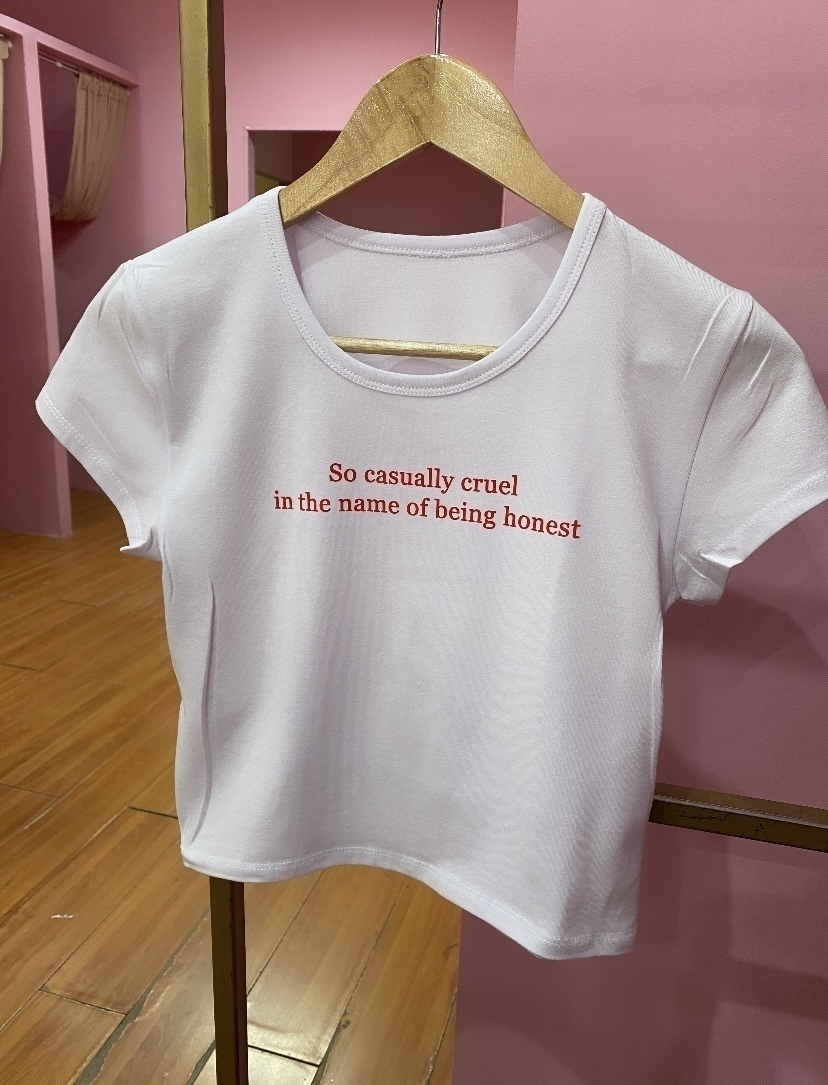 So casually cruel
in the name of being honest